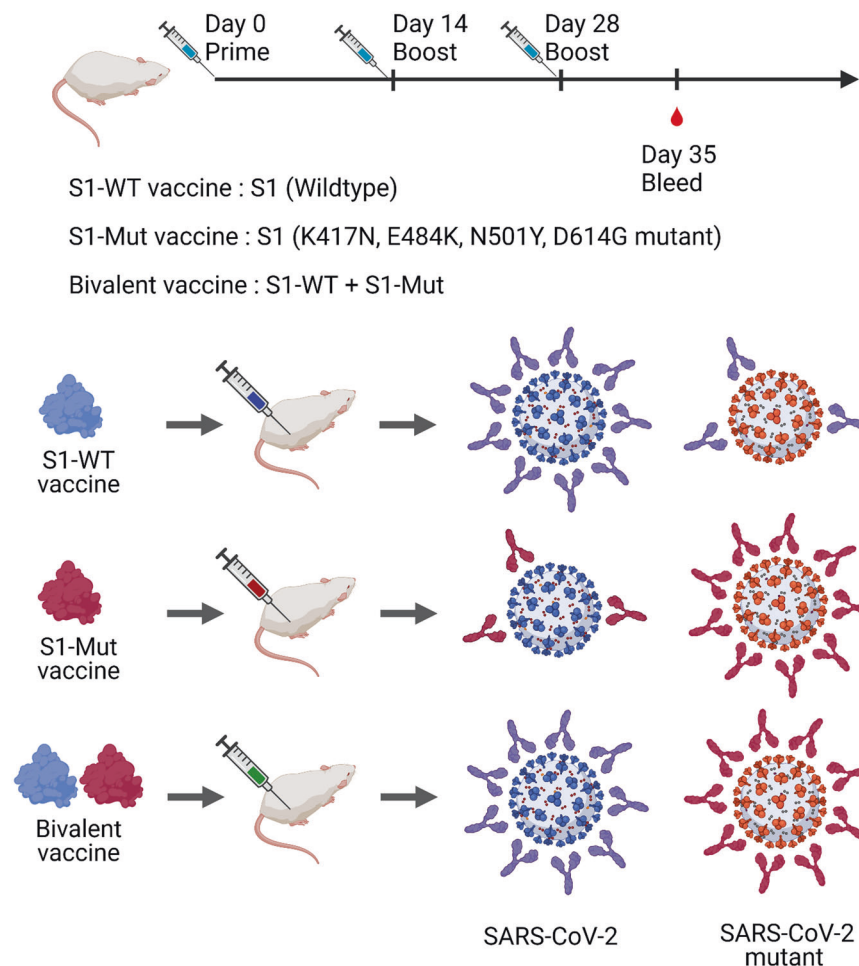 Day 0
Prime
Day 14
Boost
Day 28
Boost
Day 35
Bleed
S1-WT vaccine : S1 (Wildtype)
S1-Mut vaccine : S1 (K417N, E484K, N501Y, D614G mutant)
Bivalent vaccine : S1-WT + S1-Mut
S1-WT
vaccine
S1-Mut
vaccine
Bivalent
vaccine
SARS-CoV-2
SARS-CoV-2
mutant